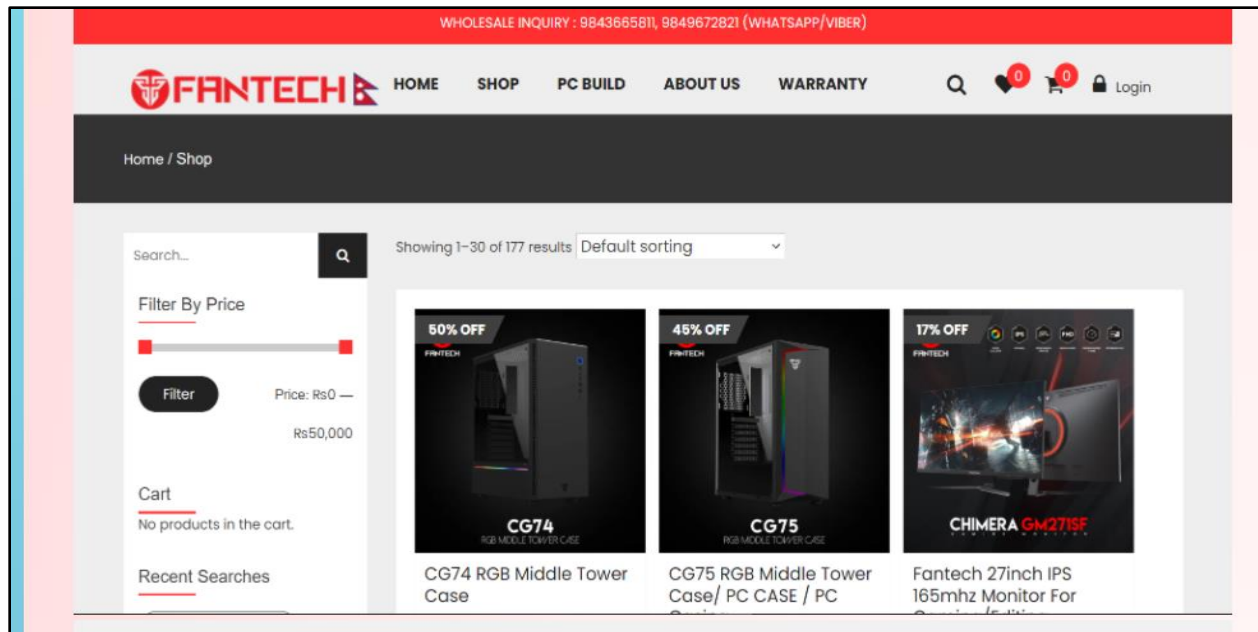 WHOLESALE INQUIRY : 9843665811, 9849672821 (WHATSAPP/VIBER)
FANTECH
HOME SHOP PC BUILD ABOUT US WARRANTY 0 0 Login
Home / Shop
Search...
Showing 1–30 of 177 results Default sorting
Filter By Price
Filter
Price: Rs0 —
Rs50,000
Cart
No products in the cart.
Recent Searches
50% OFF
FANTECH
CG74
RGB MIDDLE TOWER CASE
CG74 RGB Middle Tower
Case
45% OFF
FANTECH
CG75
RGB MIDDLE TOWER CASE
CG75 RGB Middle Tower
Case/ PC CASE / PC
17% OFF
FANTECH
CHIMERA GM271SF
GAMING MONITOR
Fantech 27inch IPS
165mhz Monitor For